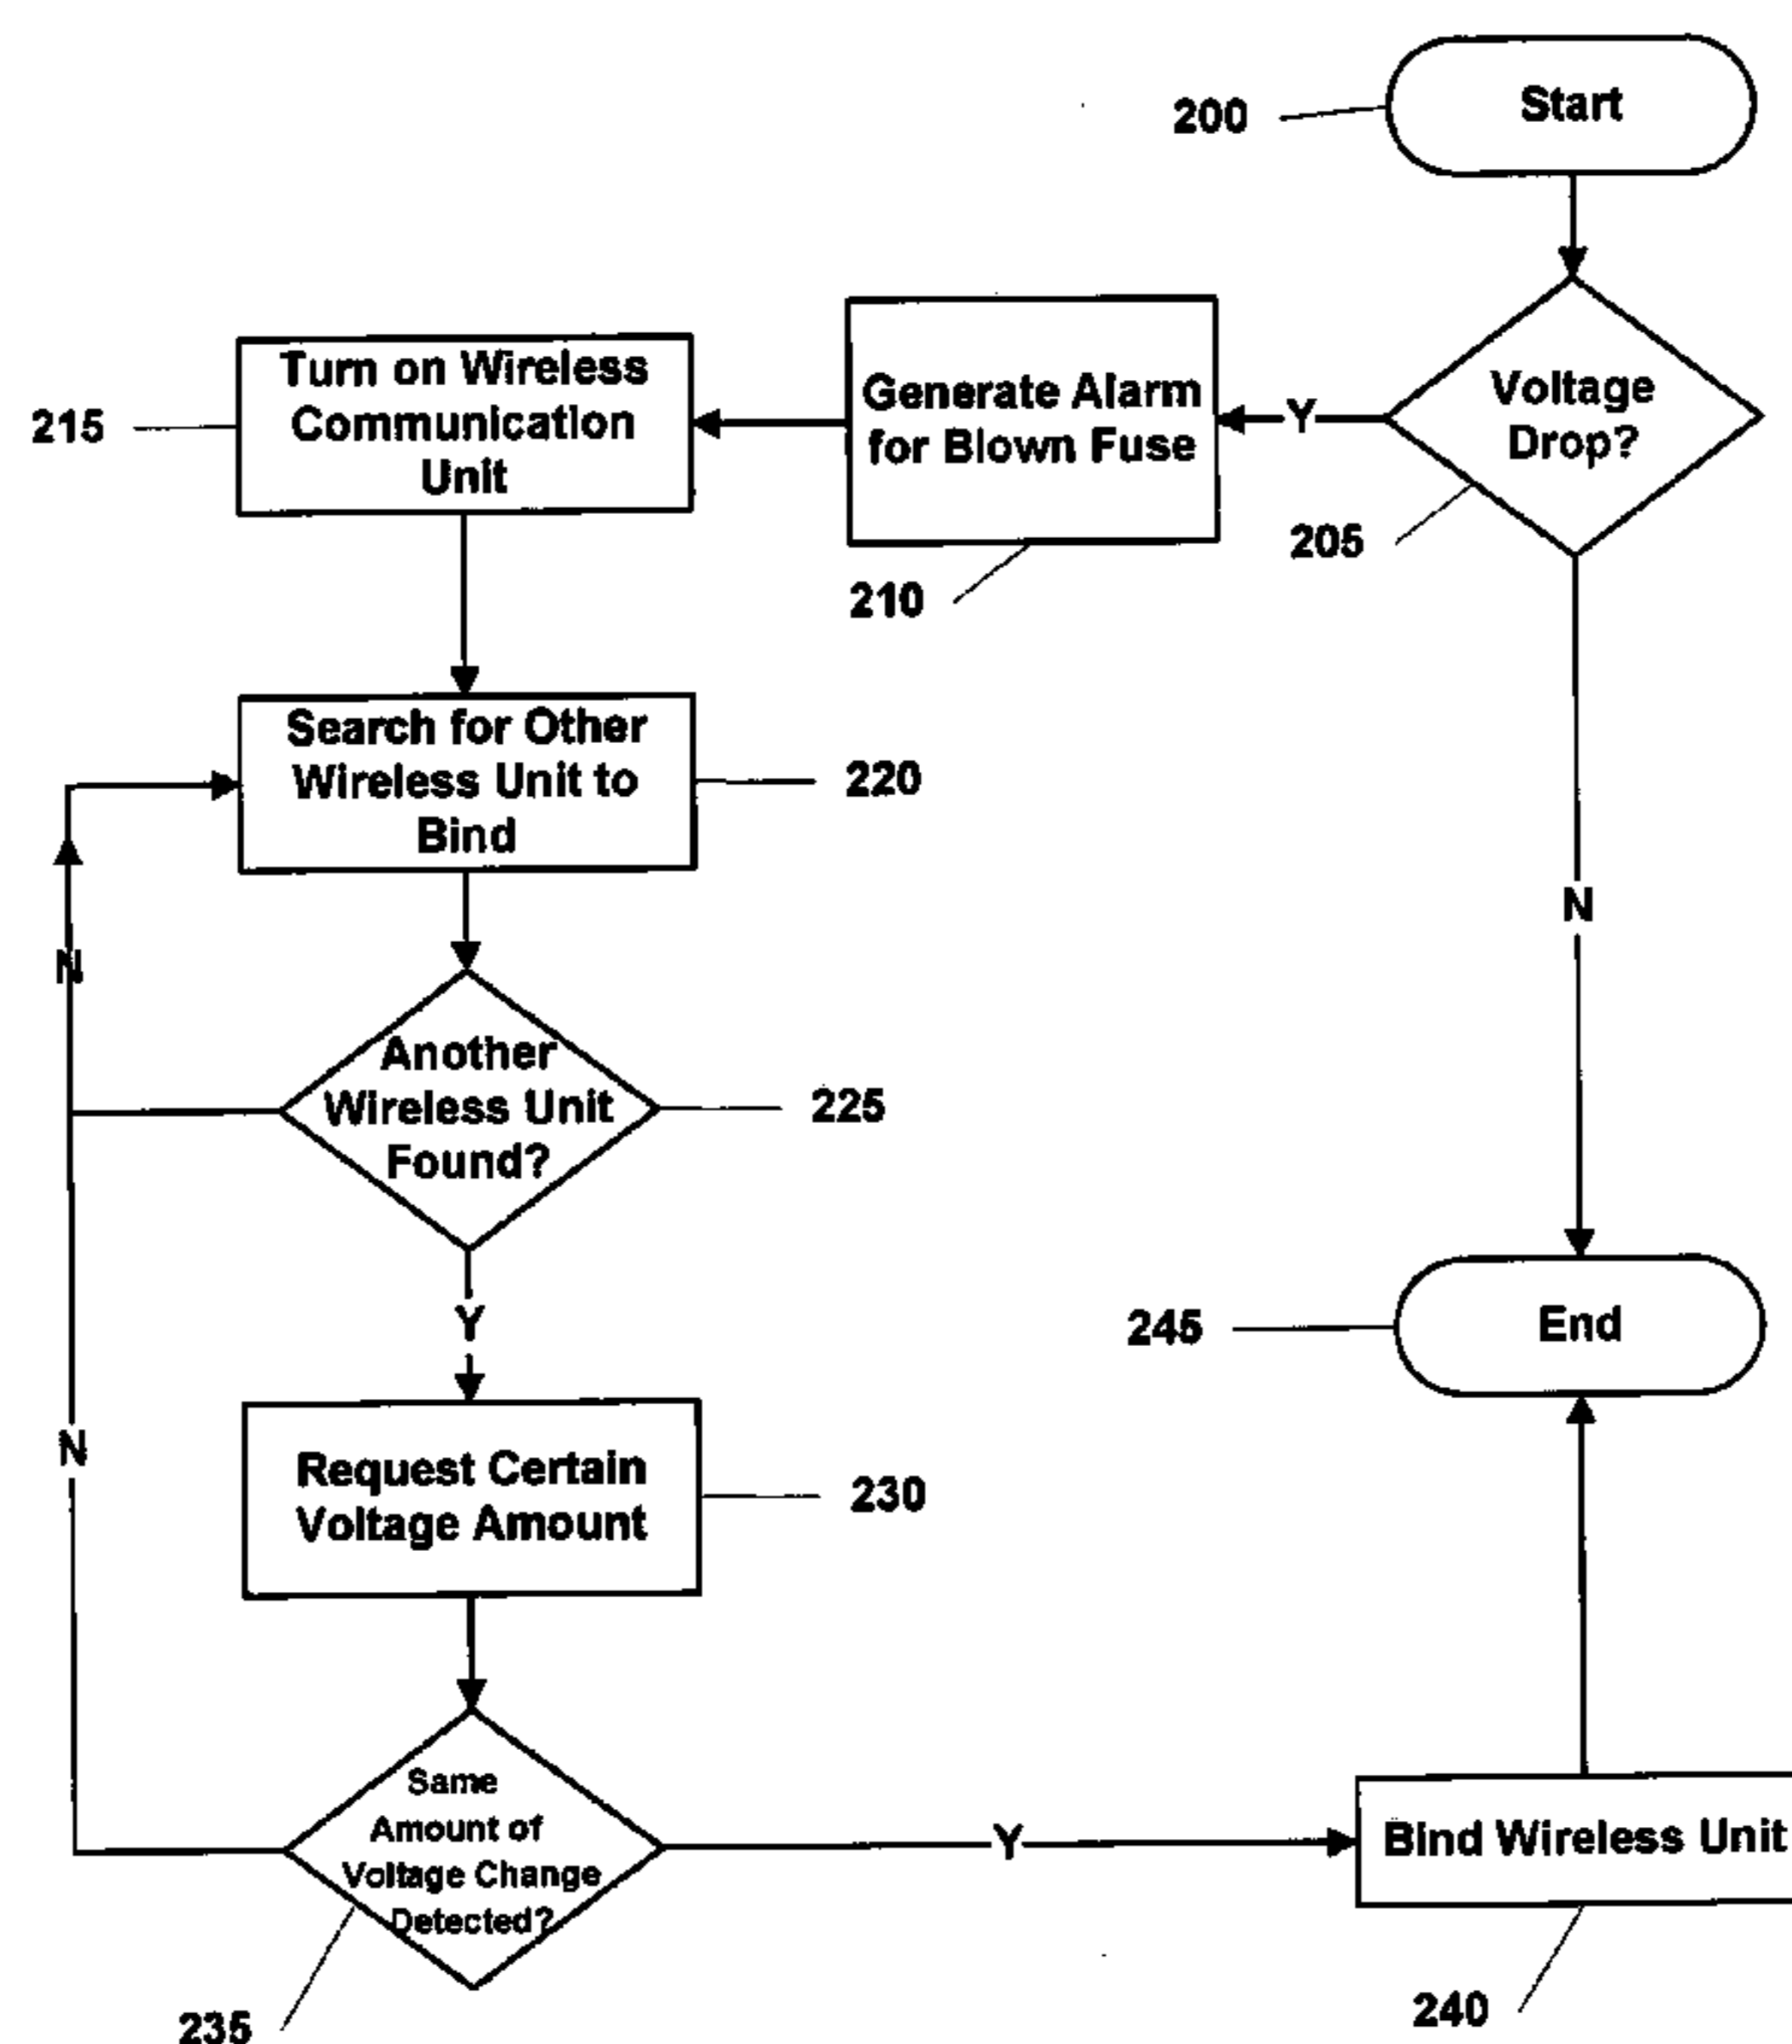 200
Start
Voltage
Drop?
205
Y
Generate Alarm
for Blown Fuse
210
Turn on Wireless
Communication
Unit
215
Search for Other
Wireless Unit to
Bind
220
N
Another
Wireless Unit
Found?
225
N
Y
Request Certain
Voltage Amount
230
N
Same
Amount of
Voltage Change
Detected?
235
Y
Bind Wireless Unit
240
245
End